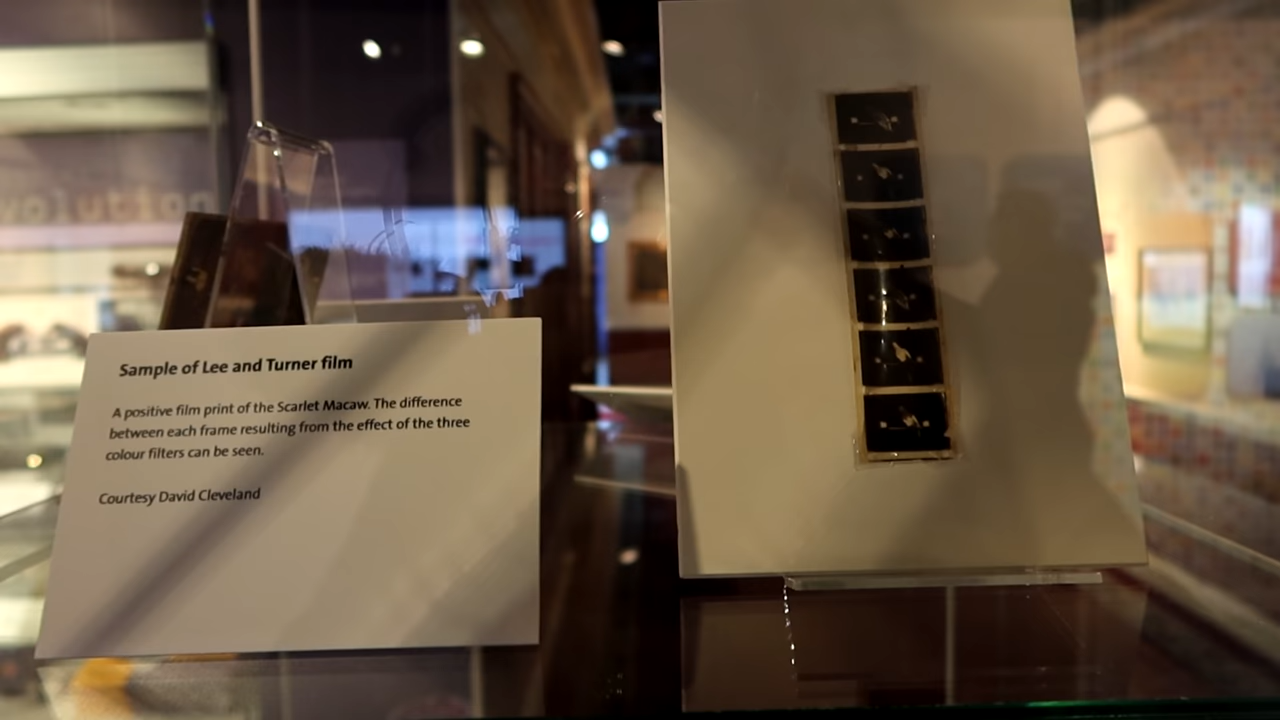 volution
Sample of Lee and Turner film
A positive film print of the Scarlet Macaw. The difference
between each frame resulting from the effect of the three
colour filters can be seen.
Courtesy David Cleveland